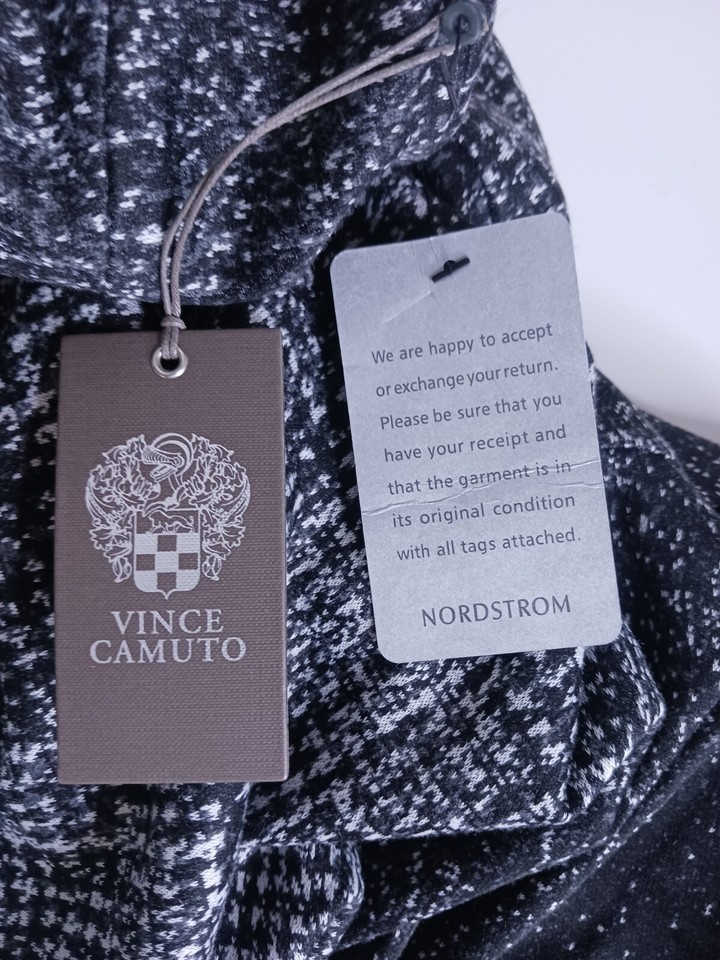 VINCE
CAMUTO
We are happy to accept
or exchange your return.
Please be sure that you
have your receipt and
that the garment is in
its original condition
with all tags attached.
NORDSTROM